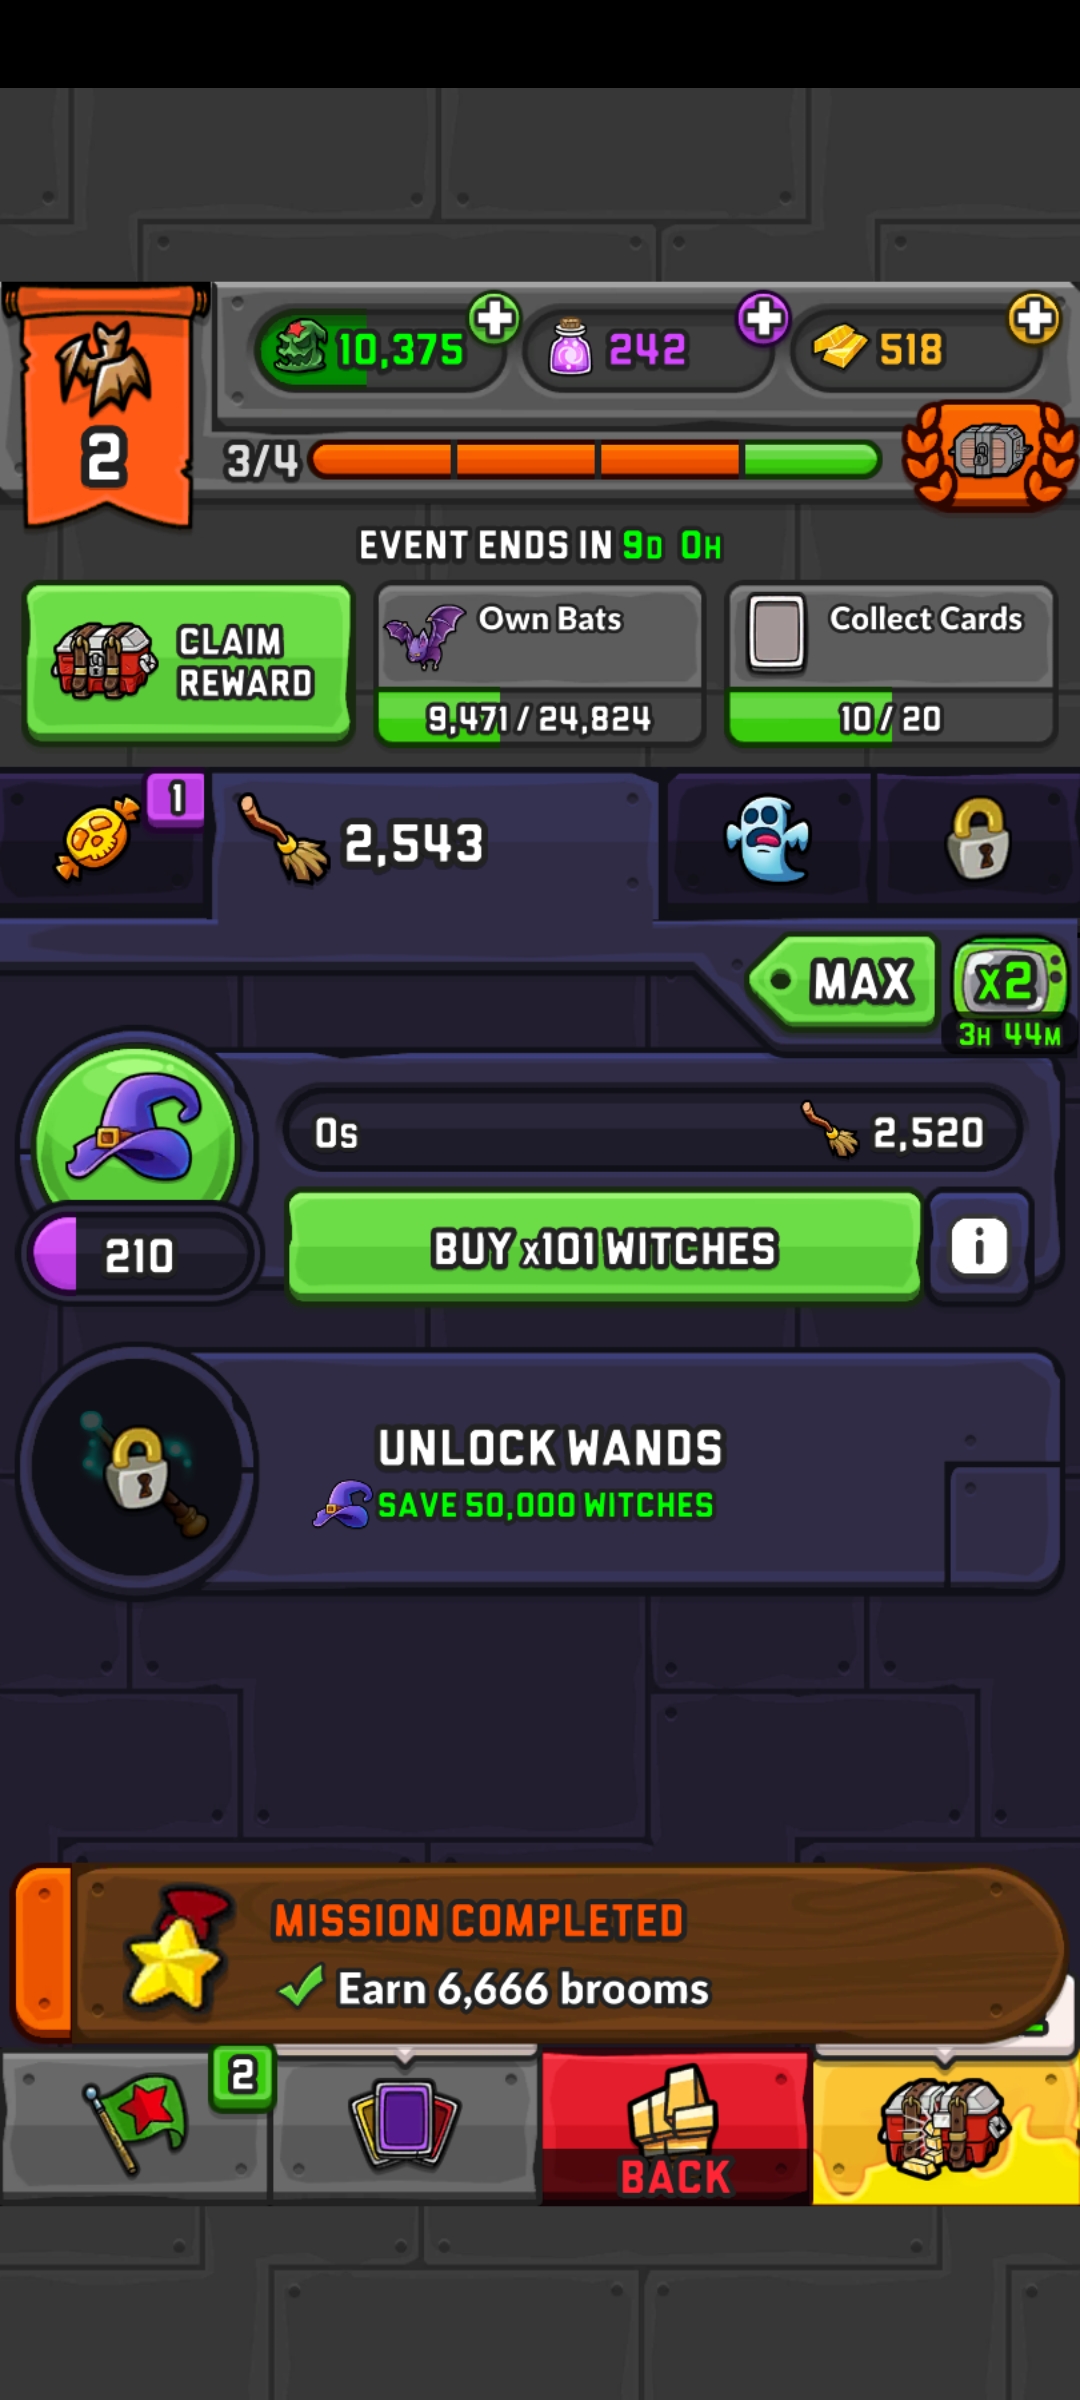 10,375
242
518
2
3/4
EVENT ENDS IN 9D 0H
CLAIM
REWARD
Own Bats
9,471 / 24,824
Collect Cards
10 / 20
1
2,543
MAX
x2
3H 44M
0s
2,520
210
BUY x101 WITCHES
i
UNLOCK WANDS
SAVE 50,000 WITCHES
MISSION COMPLETED
Earn 6,666 brooms
2
BACK